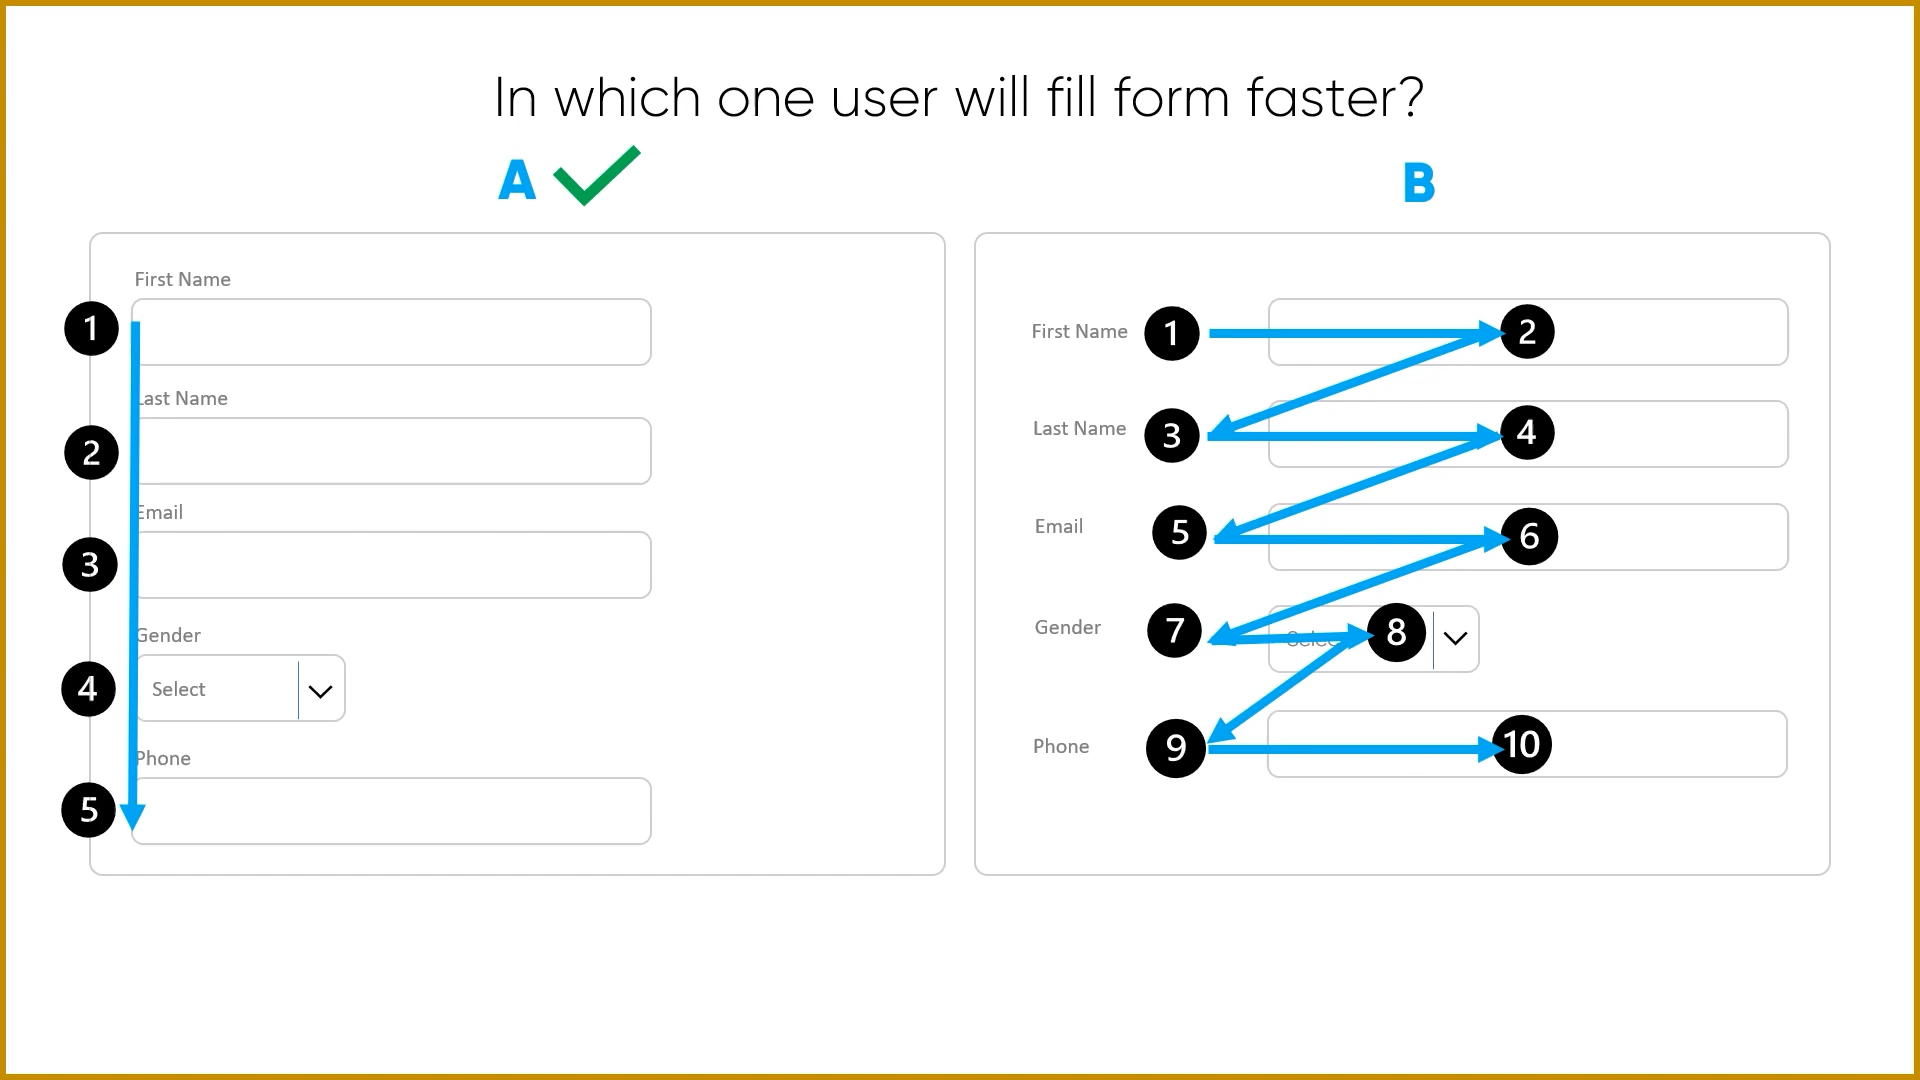 In which one user will fill form faster?
A
B
First Name
1
Last Name
2
Email
3
Gender
4
Select
Phone
5
First Name
1
2
Last Name
3
4
Email
5
6
Gender
7
Select
8
Phone
9
10